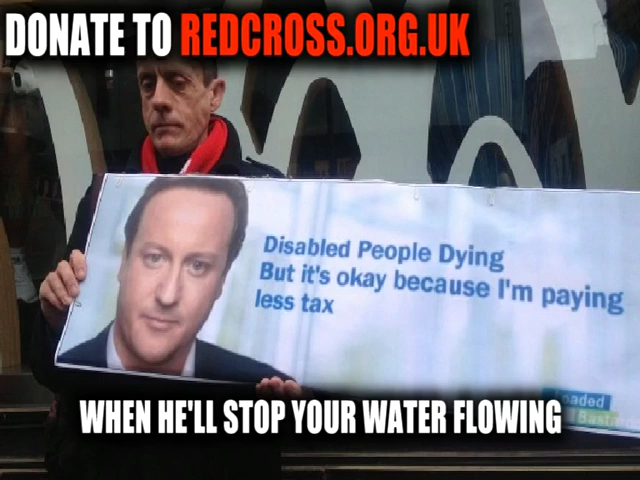 DONATE TO REDCROSS.ORG.UK
Disabled People Dying
But it's okay because I'm paying
less tax
WHEN HE'LL STOP YOUR WATER FLOWING